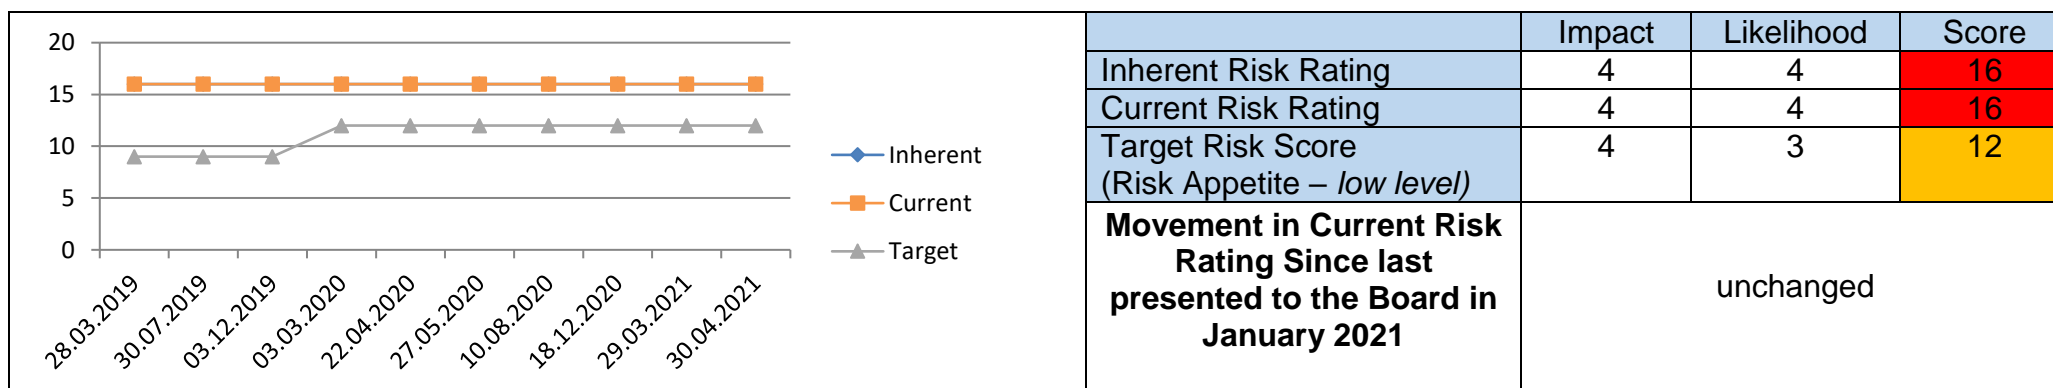 20
15
10
5
0
28.03.2019
30.07.2019
03.12.2019
03.03.2020
22.04.2020
27.05.2020
10.08.2020
18.12.2020
29.03.2021
30.04.2021
Inherent
Current
Target
Impact Likelihood Score
Inherent Risk Rating 4 4 16
Current Risk Rating 4 4 16
Target Risk Score 4 3 12
(Risk Appetite – low level)
Movement in Current Risk
Rating Since last
presented to the Board in
January 2021
unchanged